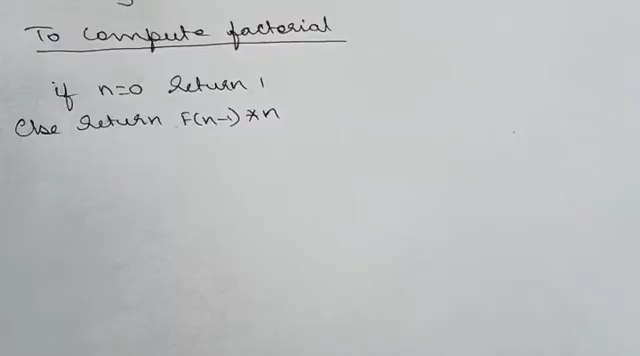 To compute factorial
if n=0 return 1
Else return F(n-1) * n